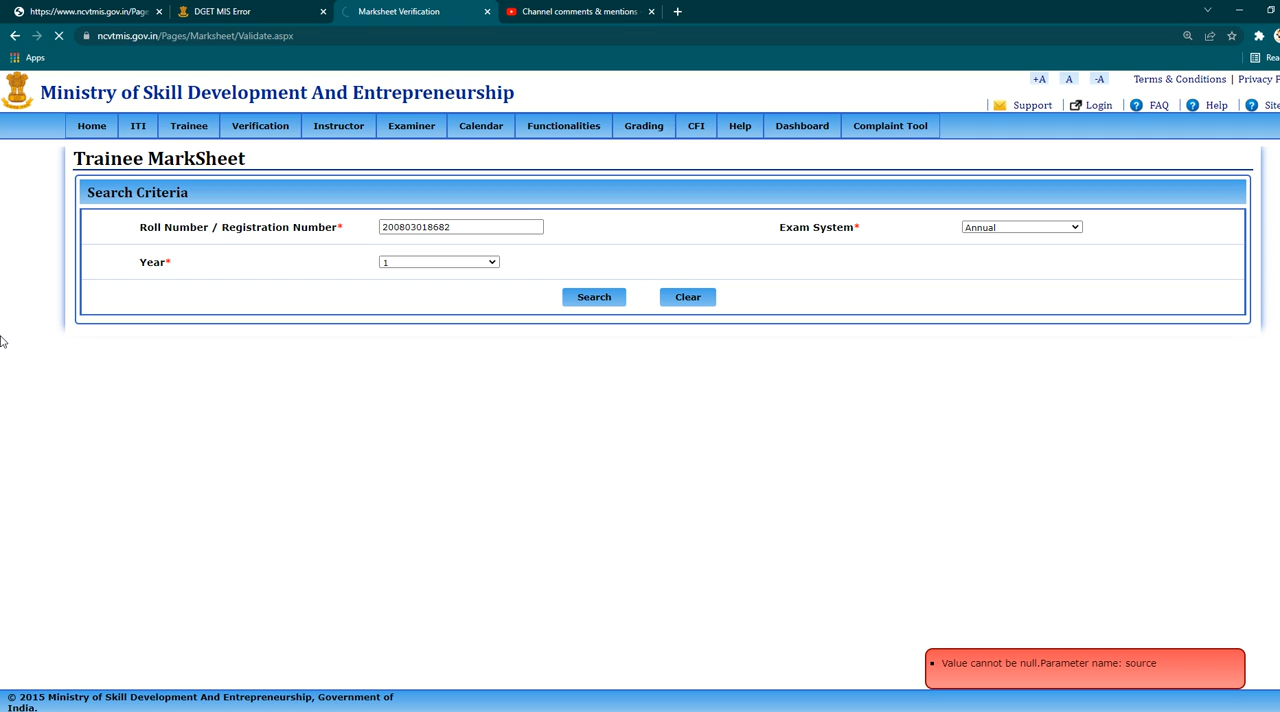 https://www.ncvtmis.gov.in/Page
DGET MIS Error
Marksheet Verification
Channel comments & mentions
ncvtmis.gov.in/Pages/Marksheet/Validate.aspx
Apps
Rea
+A A -A Terms & Conditions | Privacy P
Ministry of Skill Development And Entrepreneurship
Support Login FAQ Help Site
Home ITI Trainee Verification Instructor Examiner Calendar Functionalities Grading CFI Help Dashboard Complaint Tool
Trainee MarkSheet
Search Criteria
Roll Number / Registration Number* 200803018682 Exam System* Annual
Year* 1
Search Clear
Value cannot be null.Parameter name: source
© 2015 Ministry of Skill Development And Entrepreneurship, Government of
India.